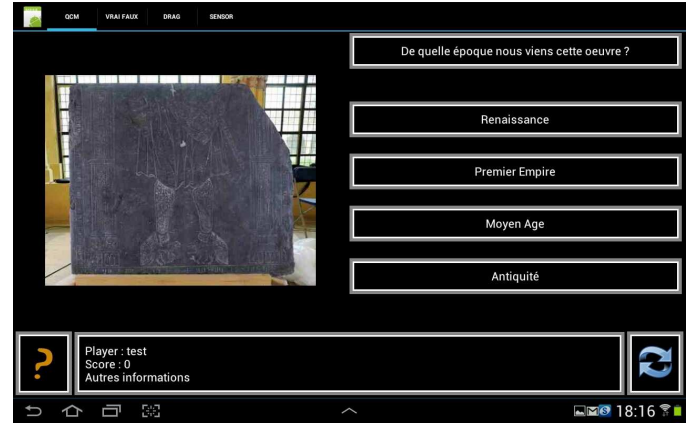 QCM
VRAI FAUX
DRAG
SENSOR
De quelle époque nous viens cette oeuvre ?
Renaissance
Premier Empire
Moyen Age
Antiquité
?
Player : test
Score : 0
Autres informations
18:16